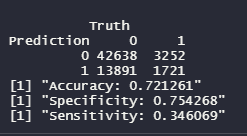 Truth
Prediction 0 1
0 42638 3252
1 13891 1721
[1] "Accuracy: 0.721261"
[1] "Specificity: 0.754268"
[1] "Sensitivity: 0.346069"